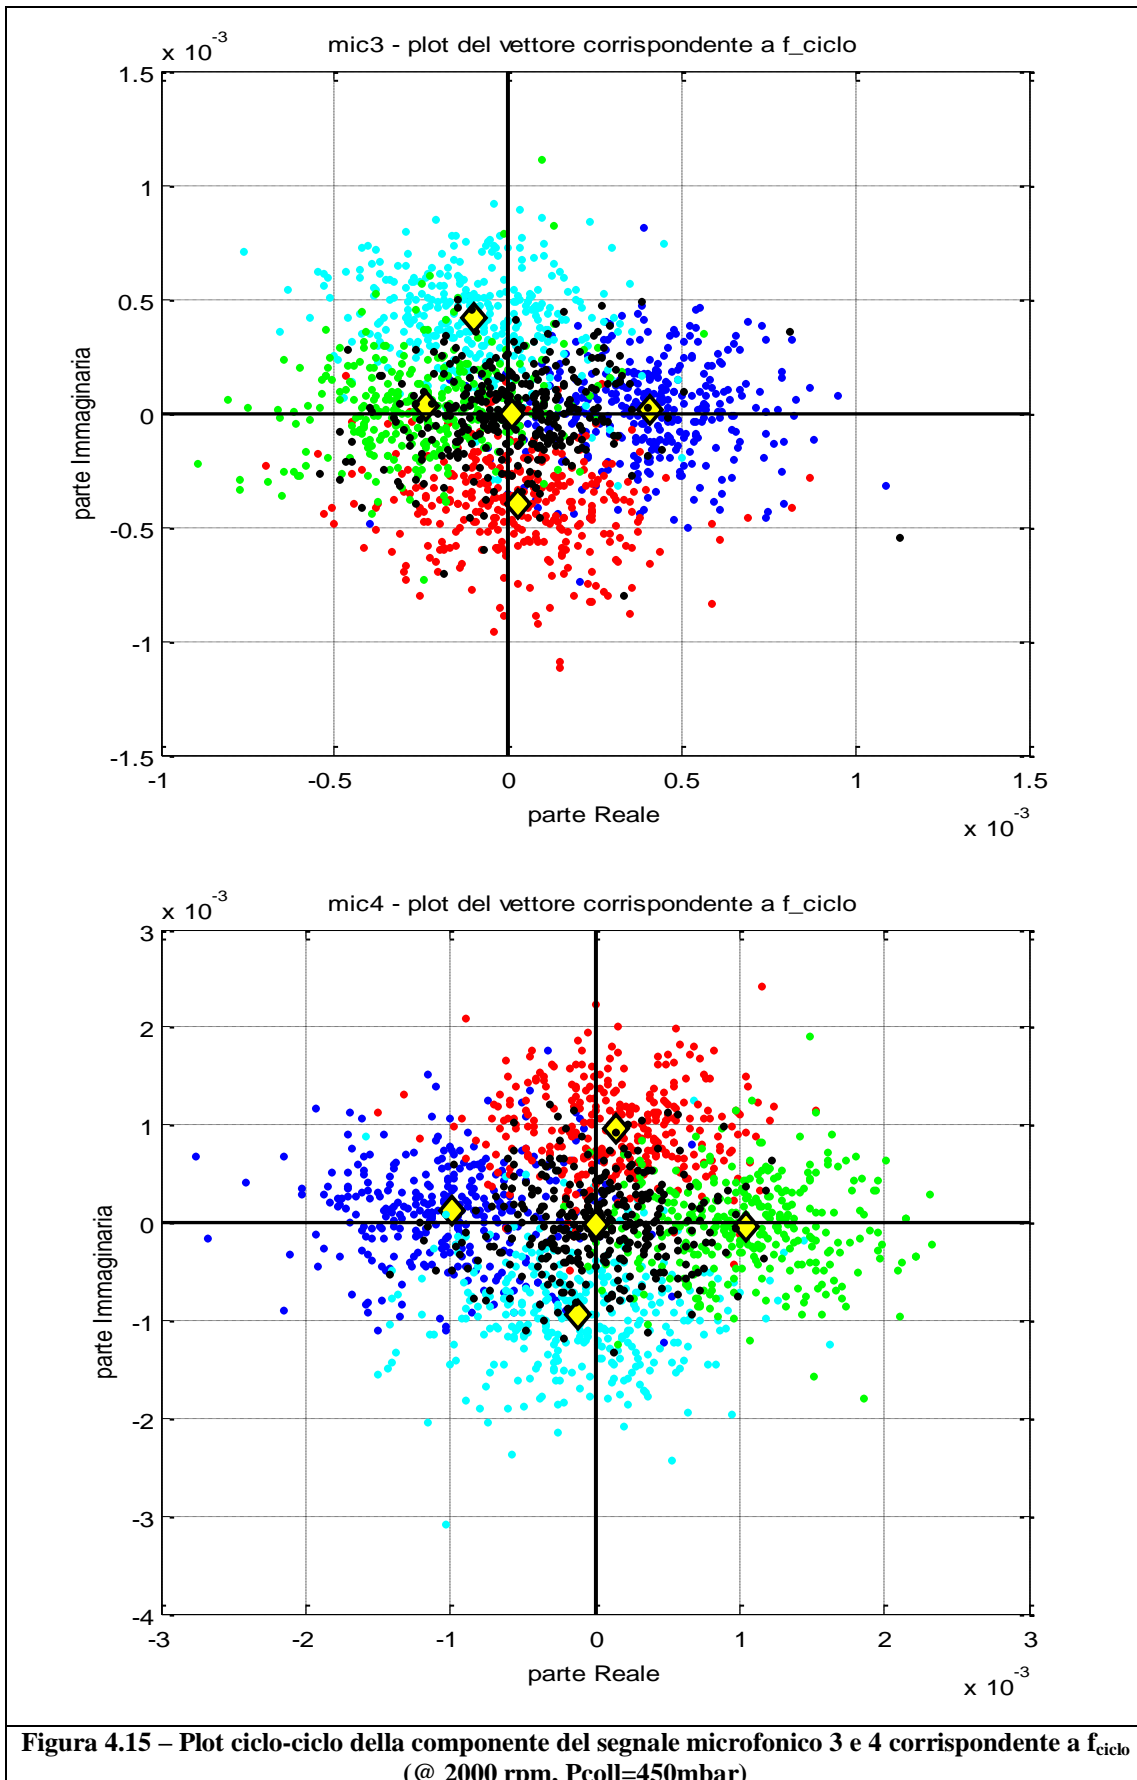 x 10-3
mic3 - plot del vettore corrispondente a f_ciclo
1.5
1
0.5
0
-0.5
-1
-1.5
parte Immaginaria
-1 -0.5 0 0.5 1 1.5
parte Reale
x 10-3
x 10-3
mic4 - plot del vettore corrispondente a f_ciclo
3
2
1
0
-1
-2
-3
-4
parte Immaginaria
-3 -2 -1 0 1 2 3
parte Reale
x 10-3
Figura 4.15 – Plot ciclo-ciclo della componente del segnale microfonico 3 e 4 corrispondente a fciclo
(@ 2000 rpm, Pcoll=450mbar)